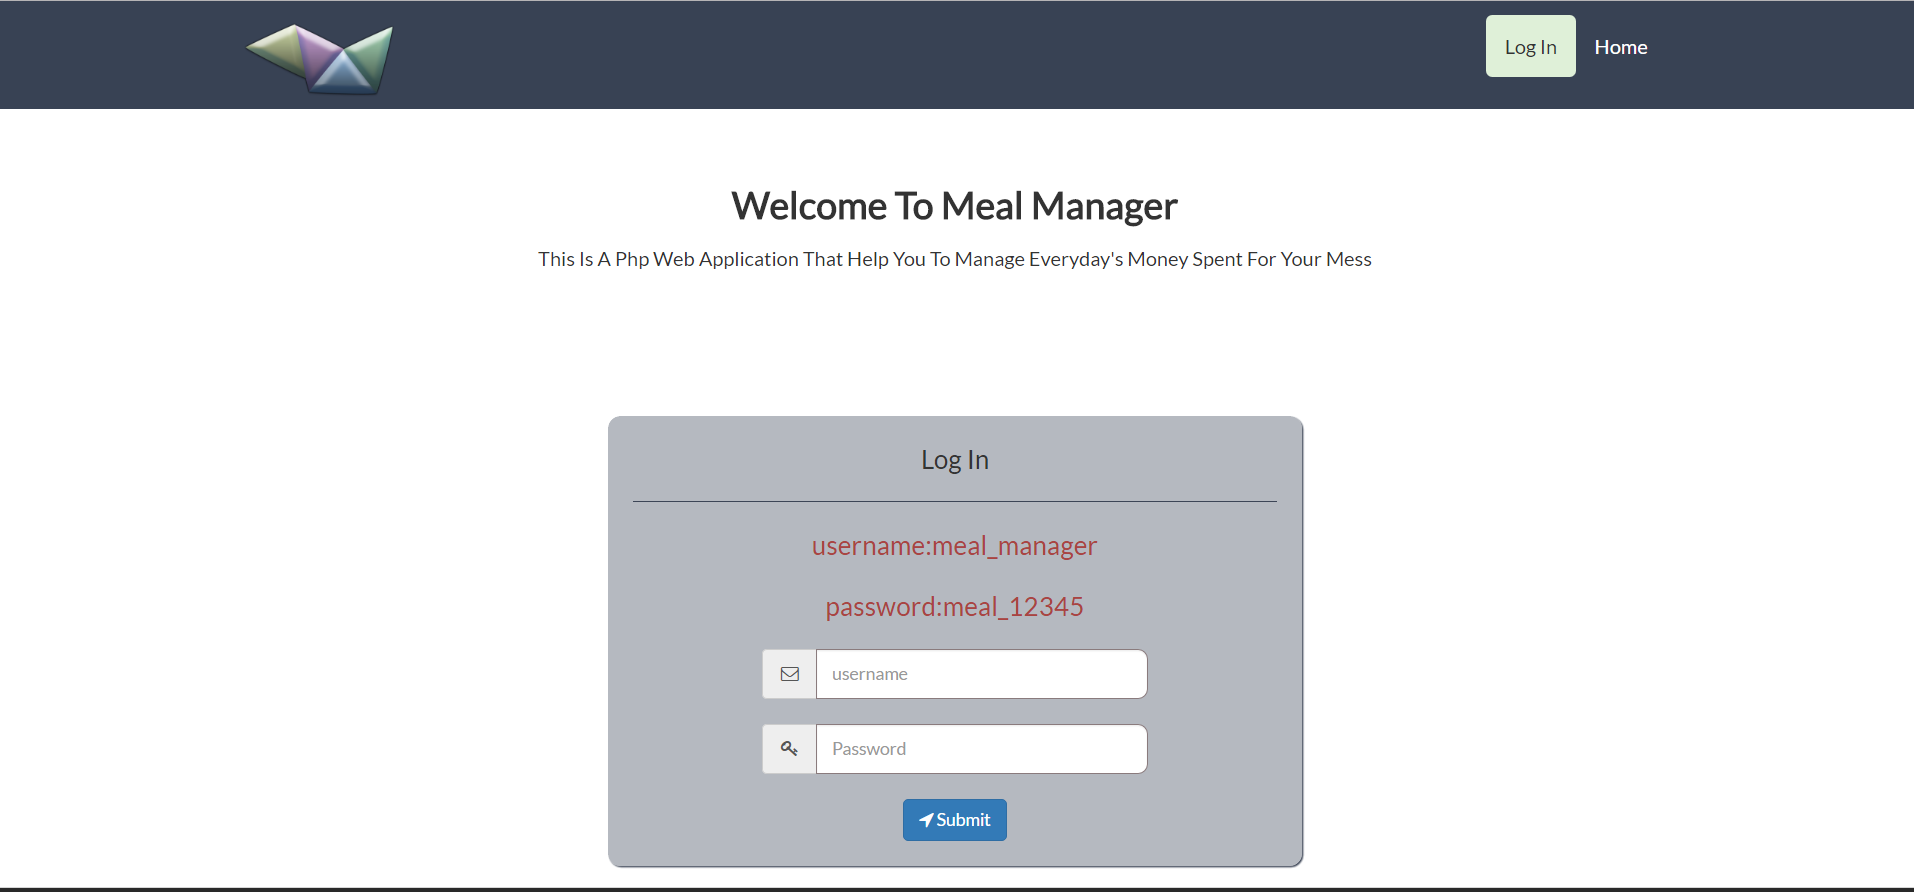 Log In
Home
Welcome To Meal Manager
This Is A Php Web Application That Help You To Manage Everyday's Money Spent For Your Mess
Log In
username:meal_manager
password:meal_12345
username
Password
Submit